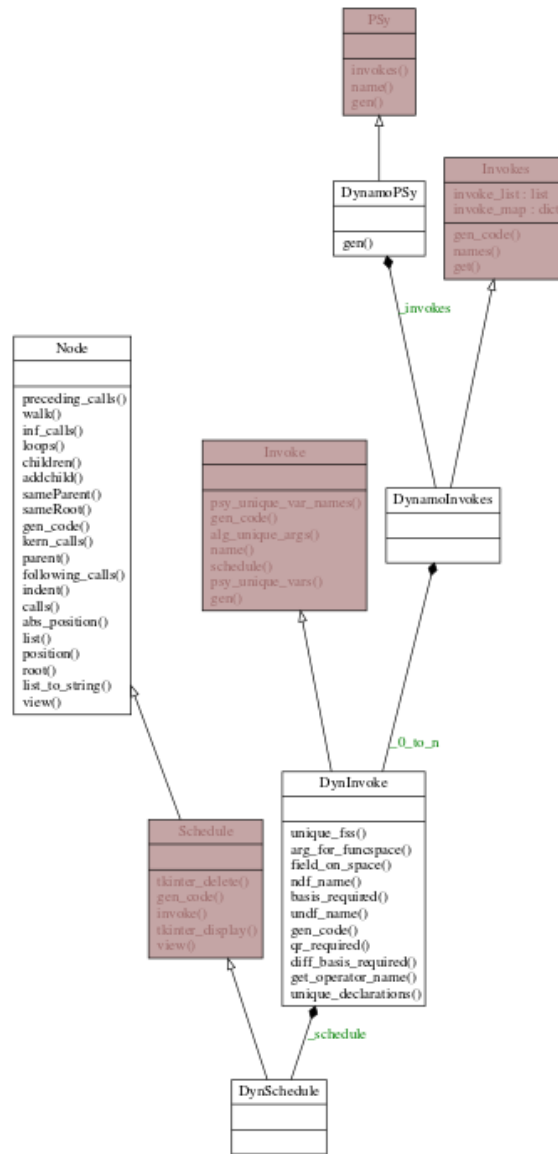 PSy
invokes()
name()
gen()
DynamoPSy
gen()
Invokes
invoke_list : list
invoke_map : dict
gen_code()
names()
get()
_invokes
Node
preceding_calls()
walk()
inf_calls()
loops()
children()
addchild()
sameParent()
sameRoot()
gen_code()
kern_calls()
parent()
following_calls()
indent()
calls()
abs_position()
list()
position()
root()
list_to_string()
view()
Invoke
psy_unique_var_names()
gen_code()
alg_unique_args()
name()
schedule()
psy_unique_vars()
gen()
DynamoInvokes
_0_to_n
DynInvoke
unique_fss()
arg_for_funcspace()
field_on_space()
ndf_name()
basis_required()
undf_name()
gen_code()
qr_required()
diff_basis_required()
get_operator_name()
unique_declarations()
Schedule
tkinter_delete()
gen_code()
invoke()
tkinter_display()
view()
_schedule
DynSchedule